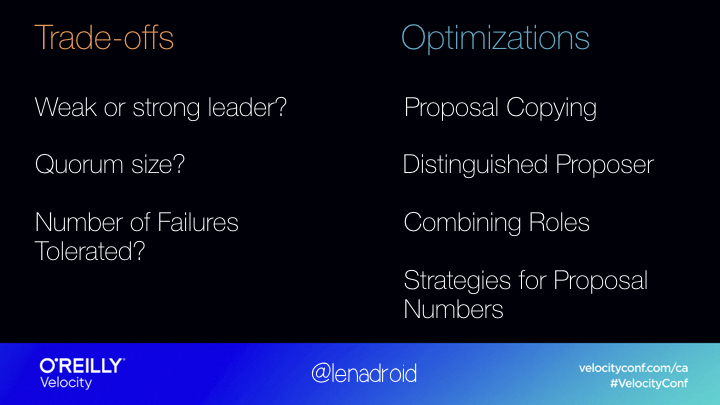 Trade-offs
Weak or strong leader?
Quorum size?
Number of Failures
Tolerated?
Optimizations
Proposal Copying
Distinguished Proposer
Combining Roles
Strategies for Proposal
Numbers
O'REILLY®
Velocity
@lenadroid
velocityconf.com/ca
#VelocityConf